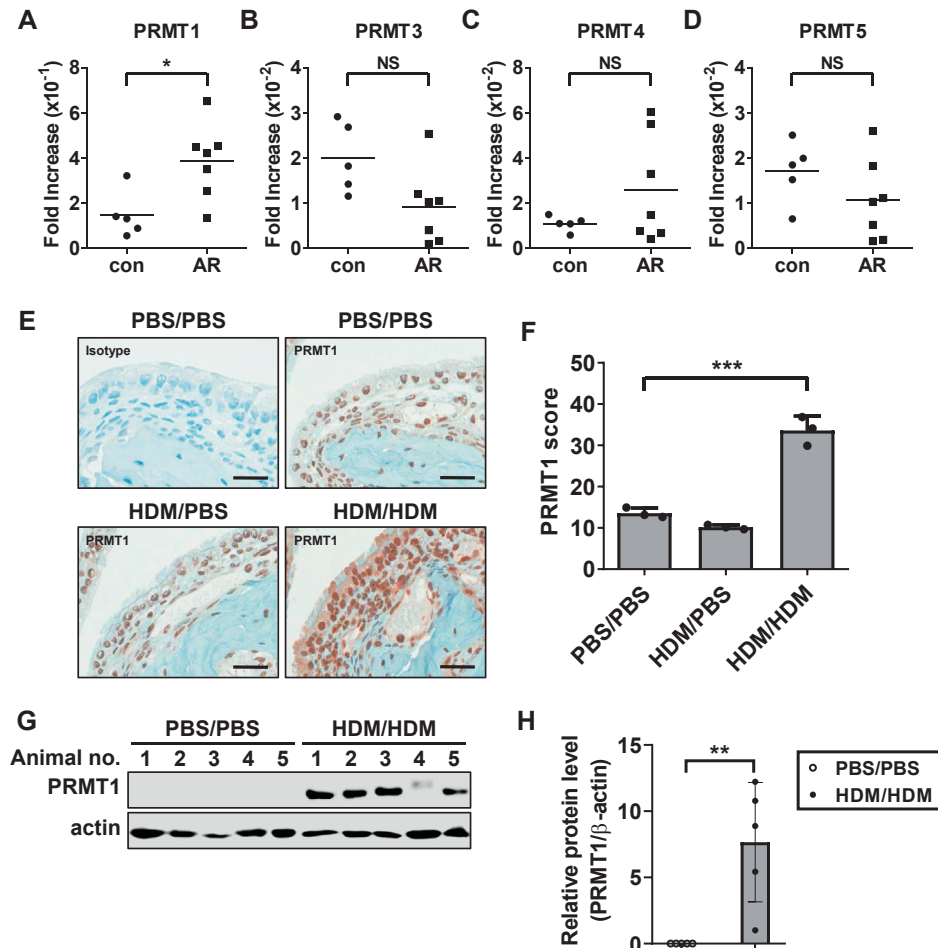 A PRMT1
Fold Increase (x10-1)
8
6
4
2
0
*
con AR
B PRMT3
Fold Increase (x10-2)
4
3
2
1
0
NS
con AR
C PRMT4
Fold Increase (x10-2)
8
6
4
2
0
NS
con AR
D PRMT5
Fold Increase (x10-2)
4
3
2
1
0
NS
con AR
E
PBS/PBS PBS/PBS
Isotype PRMT1
HDM/PBS HDM/HDM
PRMT1 PRMT1
F
PRMT1 score
50
40
30
20
10
0
***
PBS/PBS HDM/PBS HDM/HDM
G
PBS/PBS HDM/HDM
Animal no. 1 2 3 4 5 1 2 3 4 5
PRMT1
actin
H
Relative protein level
(PRMT1/β-actin)
15
10
5
0
**
PBS/PBS
HDM/HDM